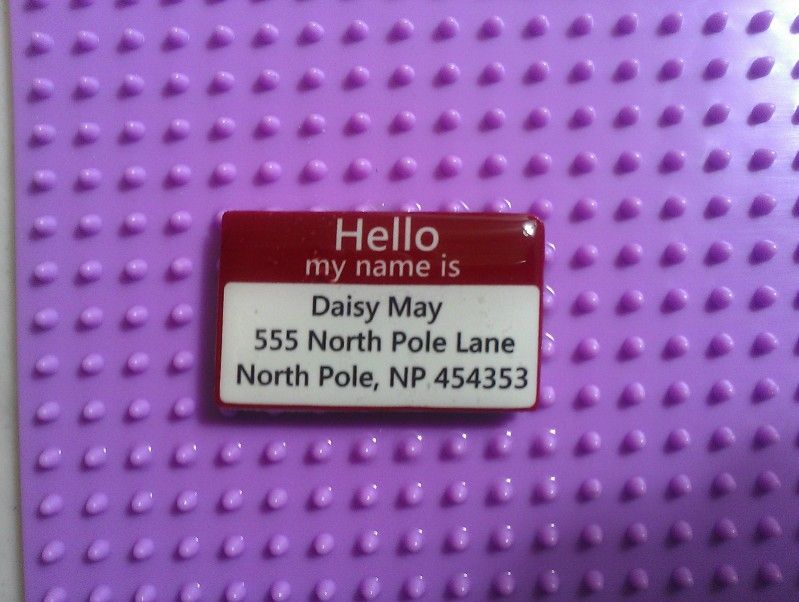 Hello
my name is
Daisy May
555 North Pole Lane
North Pole, NP 454353